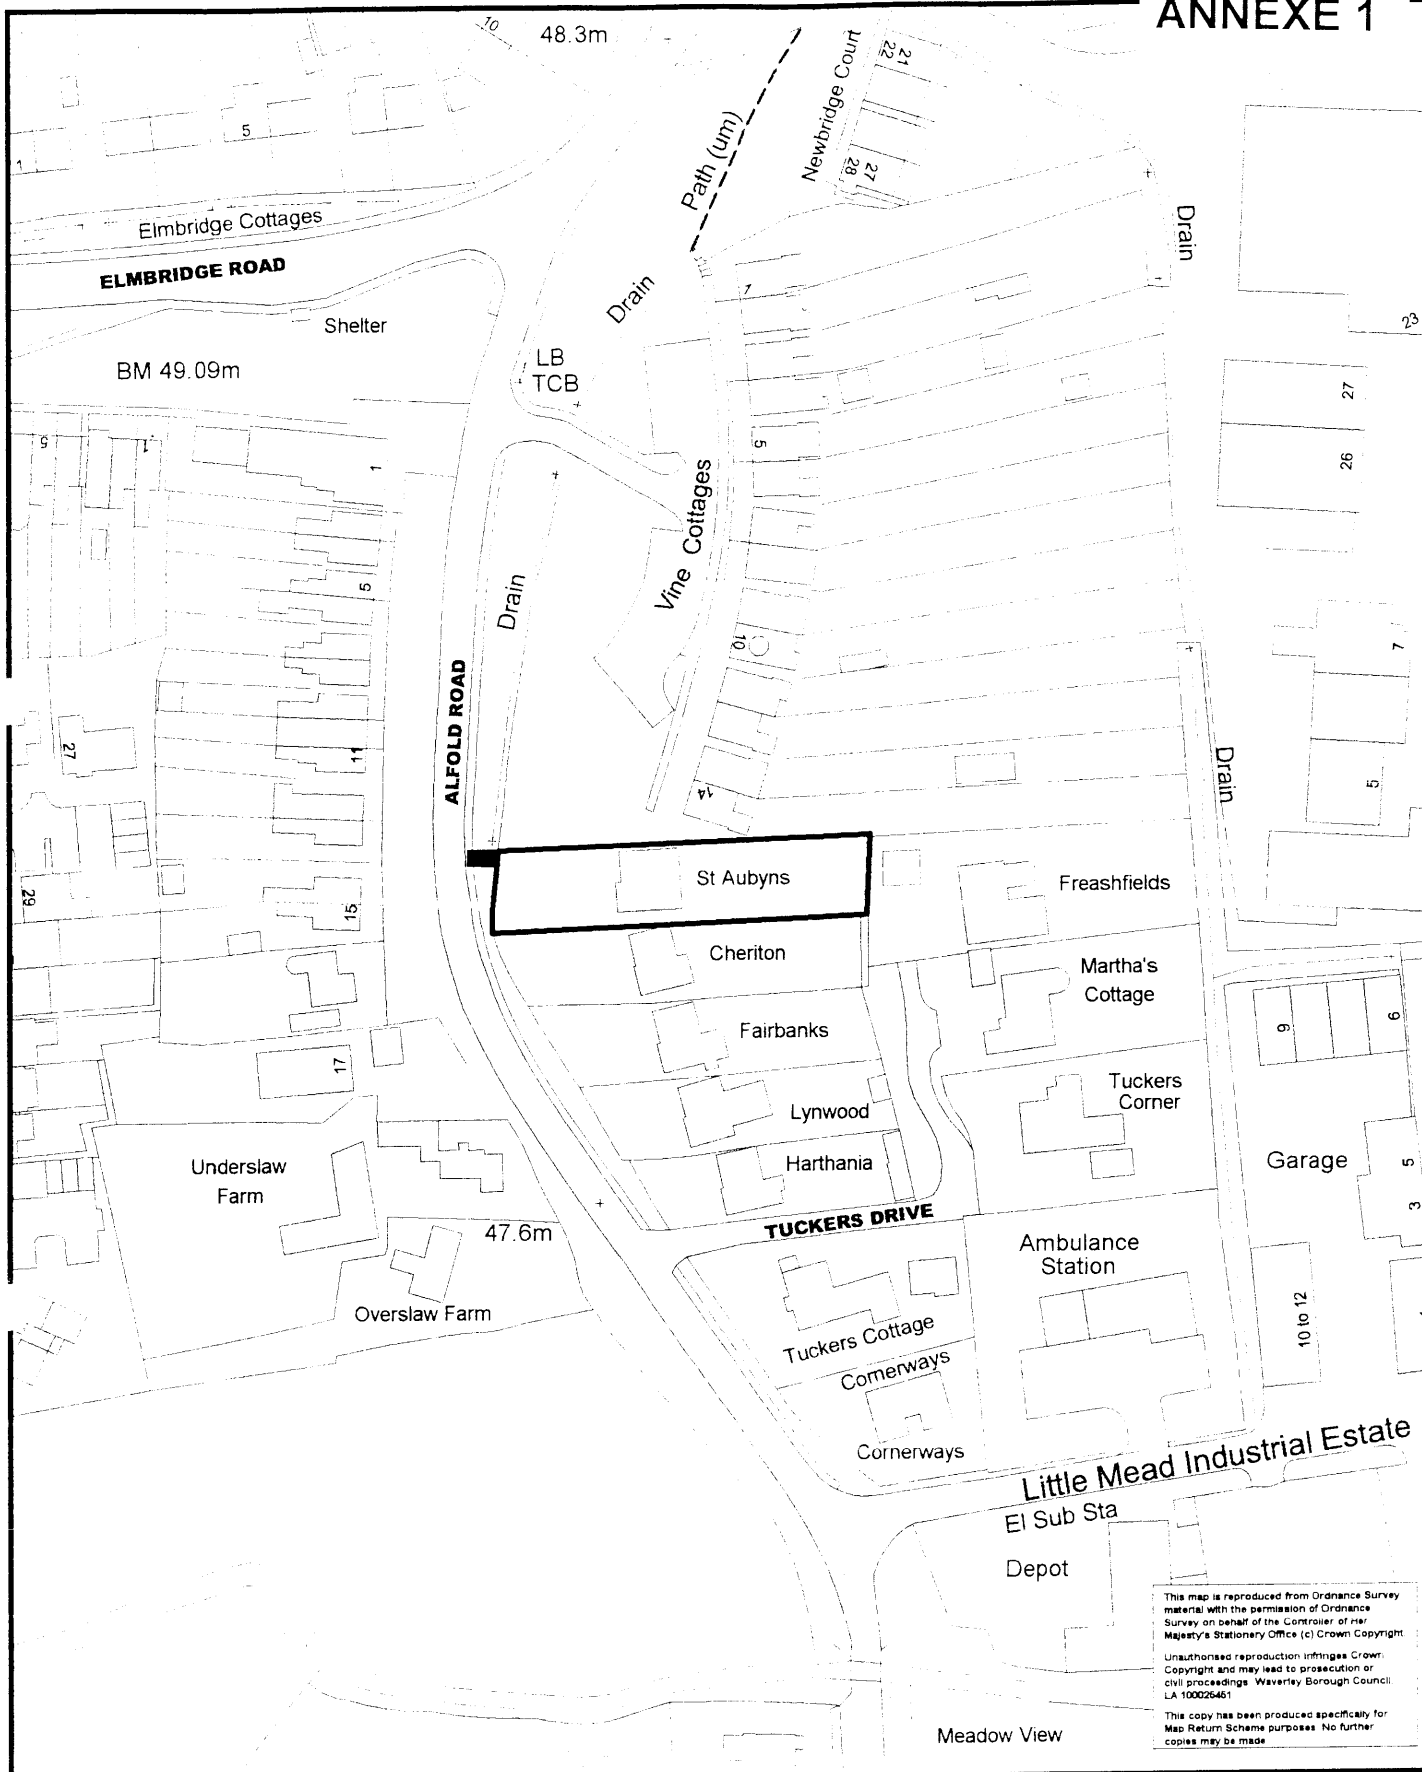 ANNEXE 1
10
48.3m
Newbridge Court
21
22
Path (um)
5
1
27
28
Elmbridge Cottages
ELMBRIDGE ROAD
Drain
Drain
Shelter
7
23
LB
TCB
BM 49.09m
27
5
1
1
5
26
Vine Cottages
5
Drain
10
7
ALFOLD ROAD
27
11
Drain
5
14
St Aubyns
Freashfields
29
15
Cheriton
Martha's
Cottage
Fairbanks
9
6
17
Tuckers
Corner
Lynwood
Underslaw
Farm
Harthania
Garage
5
3
TUCKERS DRIVE
47.6m
Ambulance
Station
Overslaw Farm
10 to 12
Tuckers Cottage
Cornerways
Cornerways
Little Mead Industrial Estate
El Sub Sta
Depot
This map is reproduced from Ordnance Survey
material with the permission of Ordnance
Survey on behalf of the Controller of Her
Majesty's Stationery Office (c) Crown Copyright
Unauthorised reproduction infringes Crown
Copyright and may lead to prosecution or
civil proceedings Waverley Borough Council
LA 100025451
This copy has been produced specifically for
Map Return Scheme purposes No further
copies may be made
Meadow View